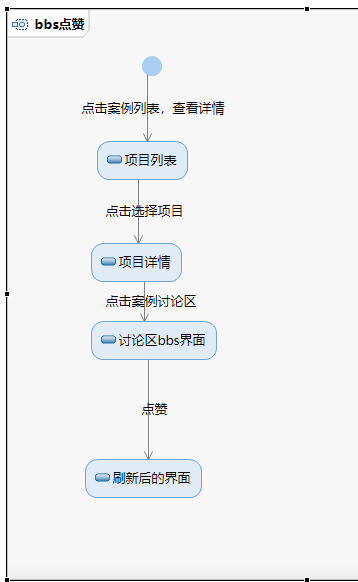 bbs点赞
点击案例列表，查看详情
项目列表
点击选择项目
项目详情
点击案例讨论区
讨论区bbs界面
点赞
刷新后的界面